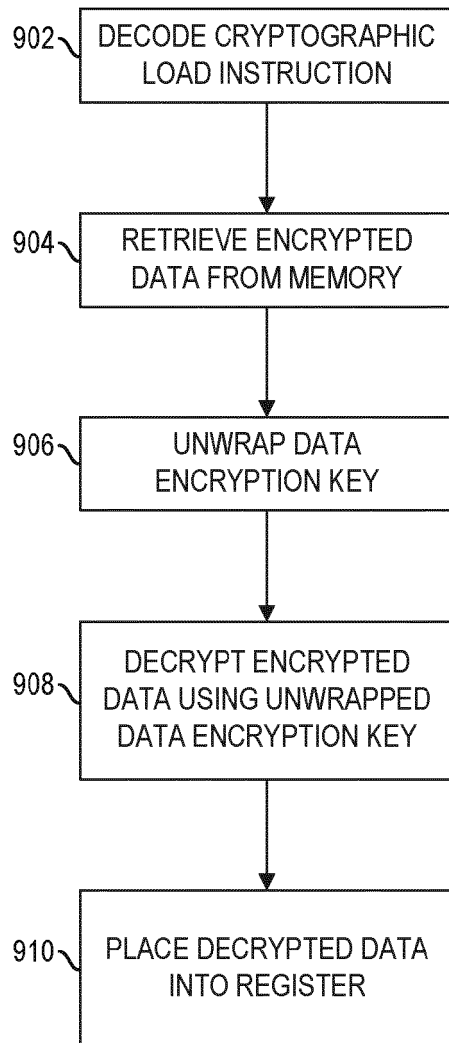 902
DECODE CRYPTOGRAPHIC
LOAD INSTRUCTION
904
RETRIEVE ENCRYPTED
DATA FROM MEMORY
906
UNWRAP DATA
ENCRYPTION KEY
908
DECRYPT ENCRYPTED
DATA USING UNWRAPPED
DATA ENCRYPTION KEY
910
PLACE DECRYPTED DATA
INTO REGISTER